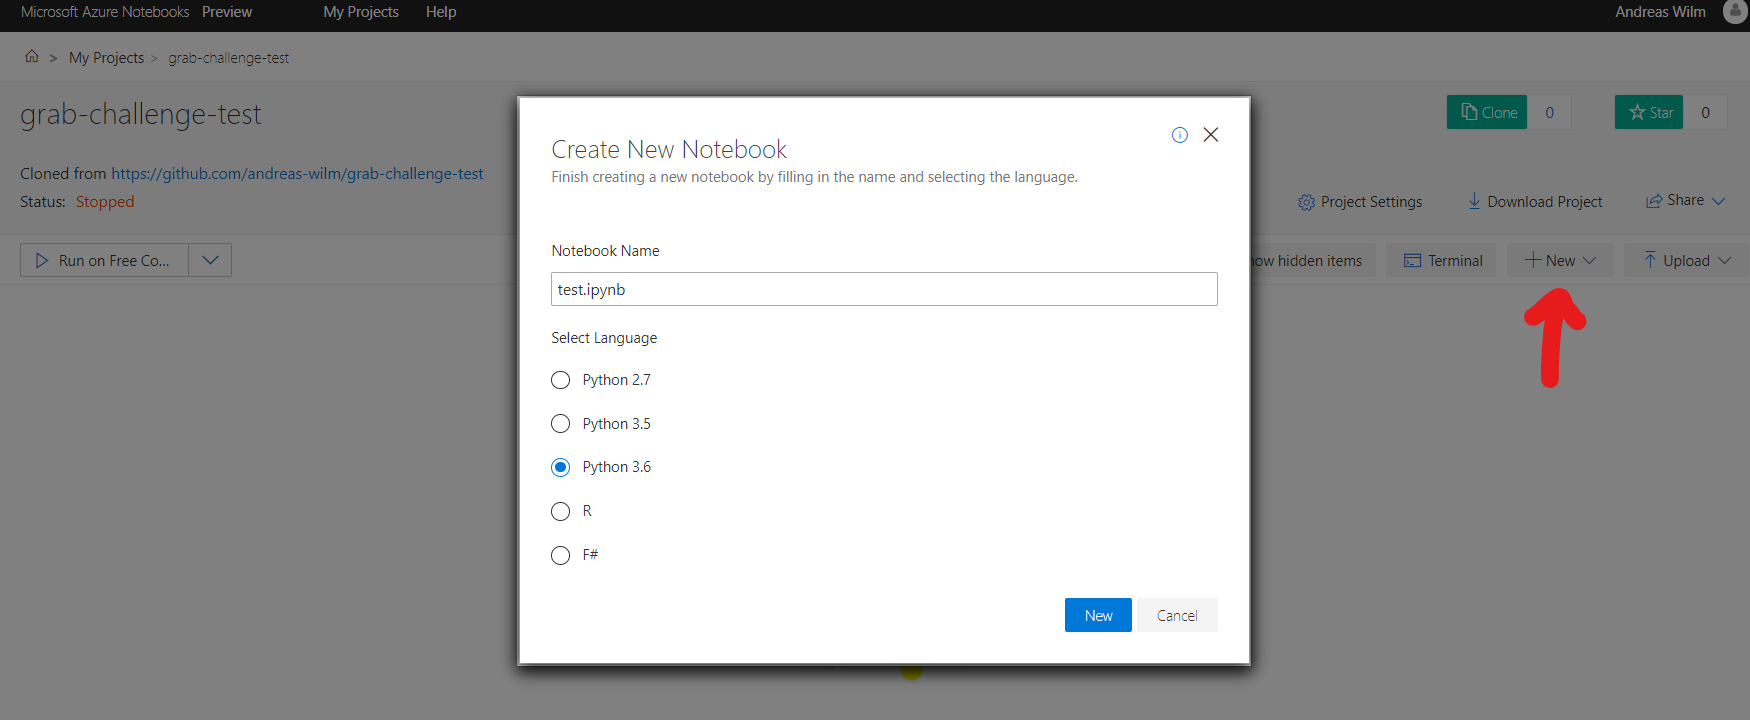 Microsoft Azure Notebooks Preview My Projects Help Andreas Wilm
> My Projects > grab-challenge-test
grab-challenge-test
Clone 0 Star 0
Cloned from https://github.com/andreas-wilm/grab-challenge-test
Status: Stopped
Project Settings Download Project Share
Run on Free Co...
ow hidden items Terminal New Upload
Create New Notebook
Finish creating a new notebook by filling in the name and selecting the language.
Notebook Name
test.ipynb
Select Language
Python 2.7
Python 3.5
Python 3.6
R
F#
New Cancel